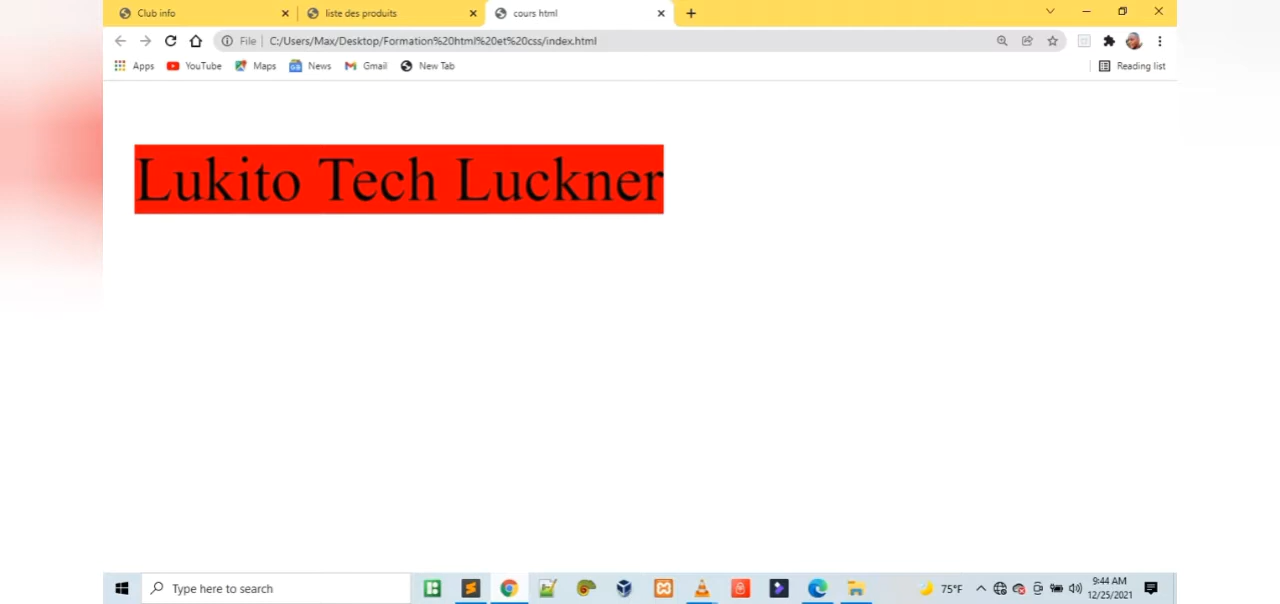 Club info
liste des produits
cours html
File | C:/Users/Max/Desktop/Formation%20html%20et%20css/index.html
Apps YouTube Maps News Gmail New Tab Reading list
Lukito Tech Luckner
Type here to search
75°F
9:44 AM
12/25/2021